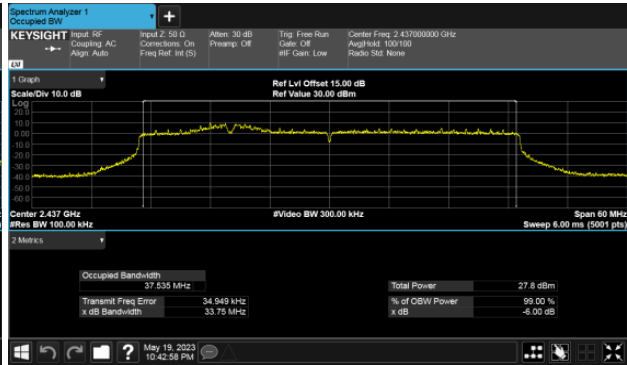 Spectrum Analyzer 1
Occupied BW
+
KEYSIGHT Input: RF Input Z: 50 Ω Atten: 30 dB Trig: Free Run Center Freq: 2.437000000 GHz
Coupling: AC Corrections: On Preamp: Off Gate: Off Avg|Hold: 100/100
Align: Auto Freq Ref: Int (S) #IF Gain: Low Radio Std: None
LXI
1 Graph
Ref Lvl Offset 15.00 dB
Scale/Div 10.0 dB Ref Value 30.00 dBm
Log
20.0
10.0
0.00
-10.0
-20.0
-30.0
-40.0
-50.0
-60.0
Center 2.437 GHz #Video BW 300.00 kHz Span 60 MHz
#Res BW 100.00 kHz Sweep 6.00 ms (5001 pts)
2 Metrics
Occupied Bandwidth
37.535 MHz Total Power 27.8 dBm
Transmit Freq Error 34.949 kHz % of OBW Power 99.00 %
x dB Bandwidth 33.75 MHz x dB -6.00 dB
? May 19, 2023
10:42:58 PM